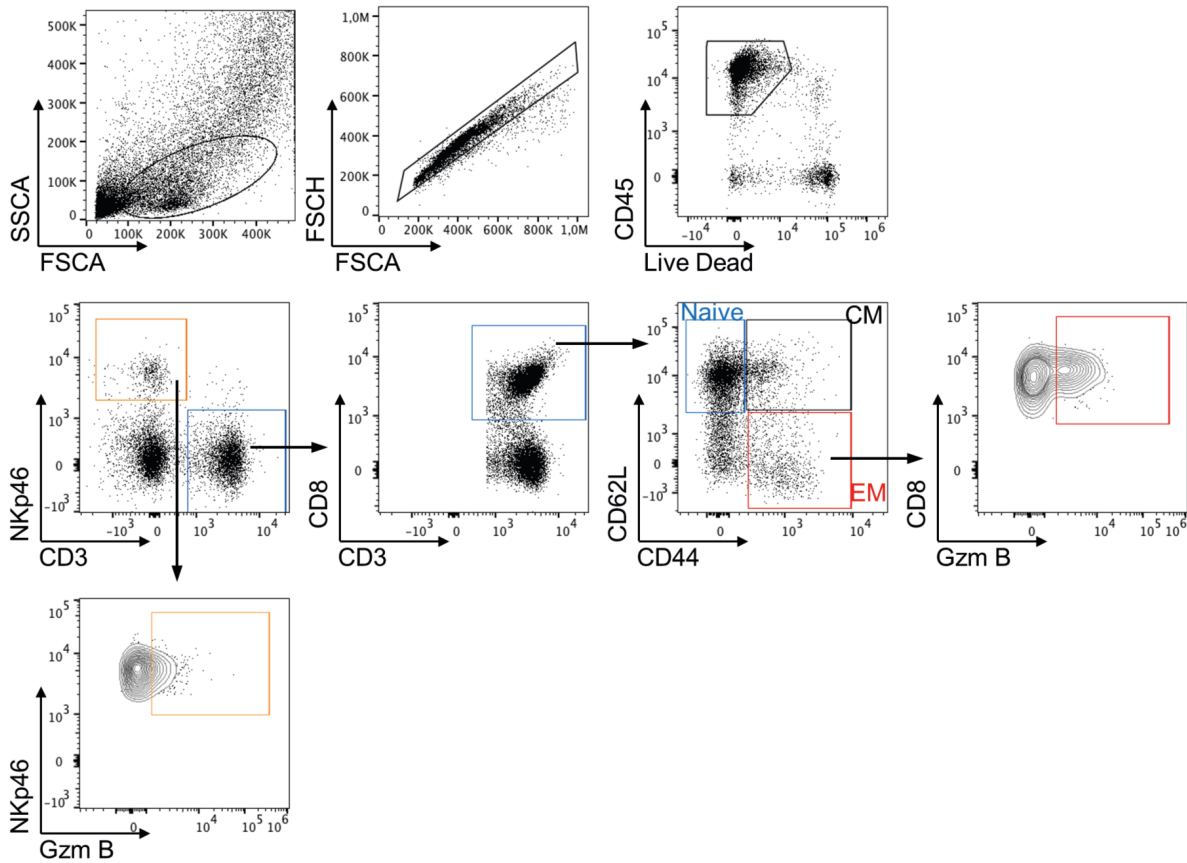 500K
400K
300K
200K
100K
0
0 100K 200K 300K 400K
SSCA
FSCA
1,0M
800K
600K
400K
200K
0
200K 400K 600K 800K 1,0M
FSCH
FSCA
10^5
10^4
10^3
0
-10^4 0 10^4 10^5 10^6
CD45
Live Dead
10^5
10^4
10^3
0
-10^3
-10^3 0 10^3 10^4
NKp46
CD3
10^5
10^4
10^3
0
10^3 10^4
CD8
CD3
Naive
CM
EM
10^5
10^4
10^3
0
-10^3
0 10^3 10^4
CD62L
CD44
10^5
10^4
10^3
0
0 10^4 10^5 10^6
CD8
Gzm B
10^5
10^4
10^3
0
-10^3
0 10^4 10^5 10^6
NKp46
Gzm B